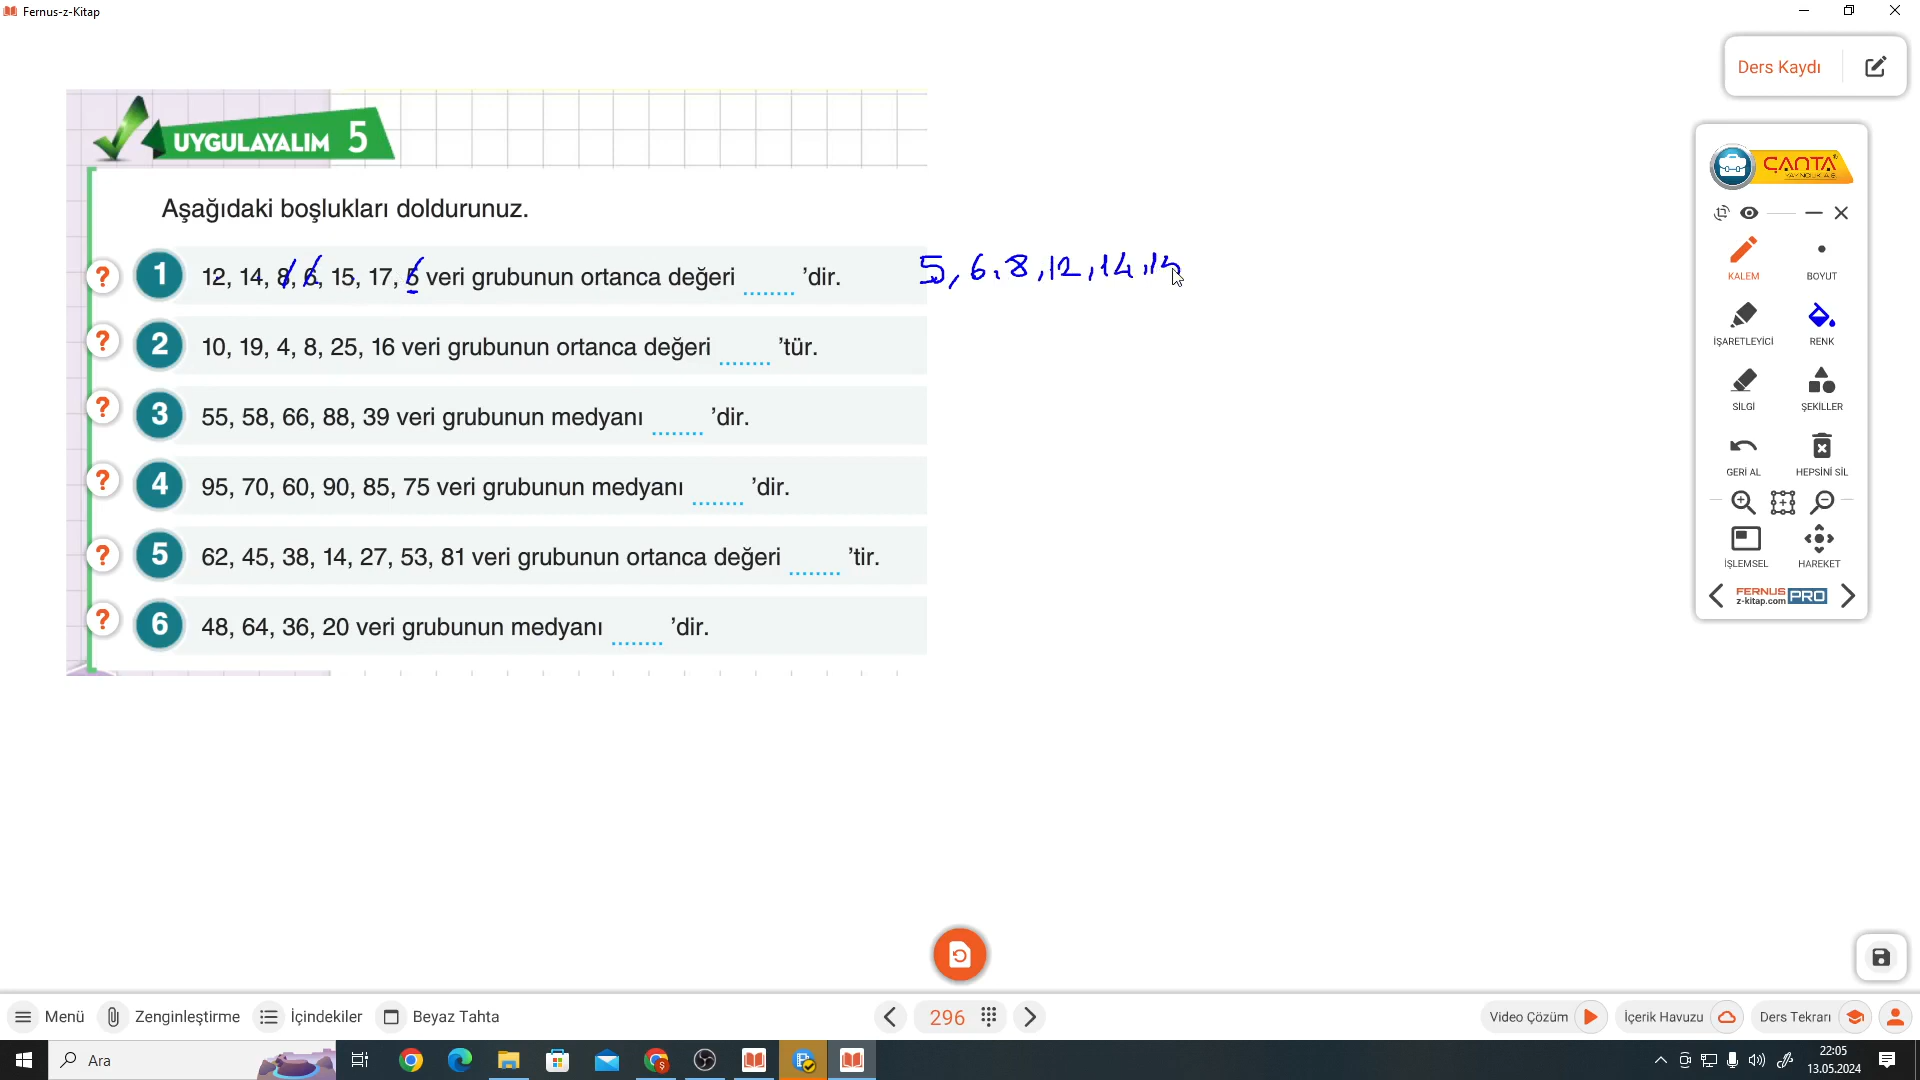 Fernus-z-Kitap
Ders Kaydı
UYGULAYALIM 5
Aşağıdaki boşlukları doldurunuz.
? 1 12, 14, 8, 6, 15, 17, 5 veri grubunun ortanca değeri ........ 'dir.
5, 6, 8, 12, 14, 14
? 2 10, 19, 4, 8, 25, 16 veri grubunun ortanca değeri ........ 'tür.
? 3 55, 58, 66, 88, 39 veri grubunun medyanı ........ 'dir.
? 4 95, 70, 60, 90, 85, 75 veri grubunun medyanı ........ 'dir.
? 5 62, 45, 38, 14, 27, 53, 81 veri grubunun ortanca değeri ........ 'tir.
? 6 48, 64, 36, 20 veri grubunun medyanı ........ 'dir.
ÇANTA
YAYINCILIK A.Ş.
KALEM BOYUT
İŞARETLEYİCİ RENK
SİLGİ ŞEKİLLER
GERİ AL HEPSİNİ SİL
İŞLEMSEL HAREKET
FERNUS
z-kitap.com PRO
Menü Zenginleştirme İçindekiler Beyaz Tahta 296 Video Çözüm İçerik Havuzu Ders Tekrarı
Ara
22:05
13.05.2024